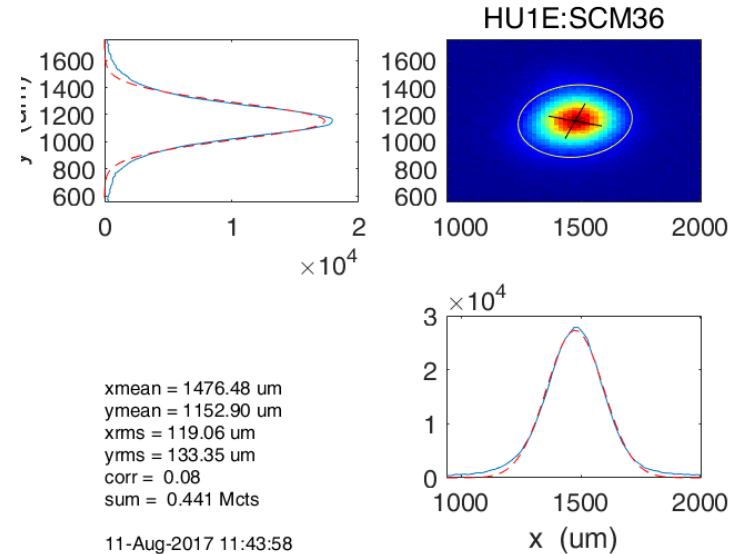 HU1E:SCM36
1600
1400
1200
1000
800
600
0 1 2
×10^4
1600
1400
1200
1000
800
600
1000 1500 2000
×10^4
3
2
1
0
1000 1500 2000
x (um)
xmean = 1476.48 um
ymean = 1152.90 um
xrms = 119.06 um
yrms = 133.35 um
corr = 0.08
sum = 0.441 Mcts
11-Aug-2017 11:43:58